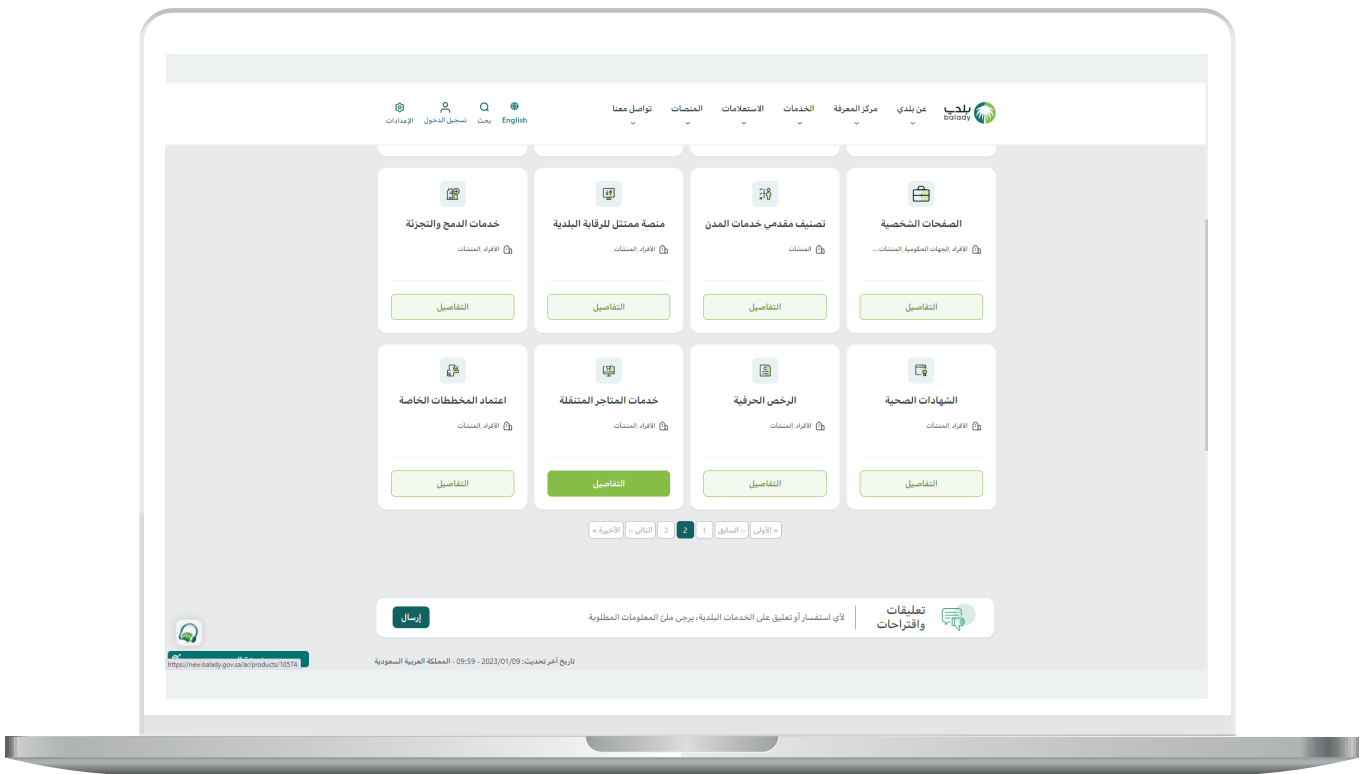 بلدي
balady
عن بلدي
مركز المعرفة
الخدمات
الاستعلامات
المنصات
تواصل معنا
English
بحث
تسجيل الدخول
الإعدادات
الصفحات الشخصية
الأفراد ,الجهات الحكومية ,المنشآت...
التفاصيل
تصنيف مقدمي خدمات المدن
المنشآت
التفاصيل
منصة ممتثل للرقابة البلدية
الأفراد ,المنشآت
التفاصيل
خدمات الدمج والتجزئة
الأفراد ,المنشآت
التفاصيل
الشهادات الصحية
الأفراد ,المنشآت
التفاصيل
الرخص الحرفية
الأفراد ,المنشآت
التفاصيل
خدمات المتاجر المتنقلة
الأفراد ,المنشآت
التفاصيل
اعتماد المخططات الخاصة
الأفراد ,المنشآت
التفاصيل
« الأولى ‹‹ السابق 1 2 3 التالي ›› الأخيرة »
تعليقات
واقتراحات
لأي استفسار أو تعليق على الخدمات البلدية، يرجى ملئ المعلومات المطلوبة
إرسال
تاريخ آخر تحديث: 2023/01/09 - 09:59 - المملكة العربية السعودية
https://new.balady.gov.sa/ar/products/10574